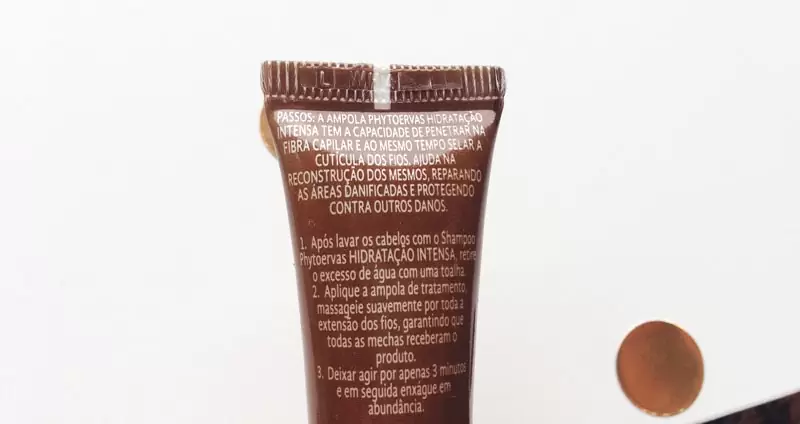 PASSOS: A AMPOLA PHYTOERVAS HIDRATAÇÃO
INTENSA TEM A CAPACIDADE DE PENETRAR NA
FIBRA CAPILAR E AO MESMO TEMPO SELAR A
CUTÍCULA DOS FIOS. AJUDA NA
RECONSTRUÇÃO DOS MESMOS, REPARANDO
AS ÁREAS DANIFICADAS E PROTEGENDO
CONTRA OUTROS DANOS.
1. Após lavar os cabelos com o Shampoo
Phytoervas HIDRATAÇÃO INTENSA, retire
o excesso de água com uma toalha.
2. Aplique a ampola de tratamento,
massageie suavemente por toda a
extensão dos fios, garantindo que
todas as mechas receberam o
produto.
3. Deixar agir por apenas 3 minutos
e em seguida enxágue em
abundância.